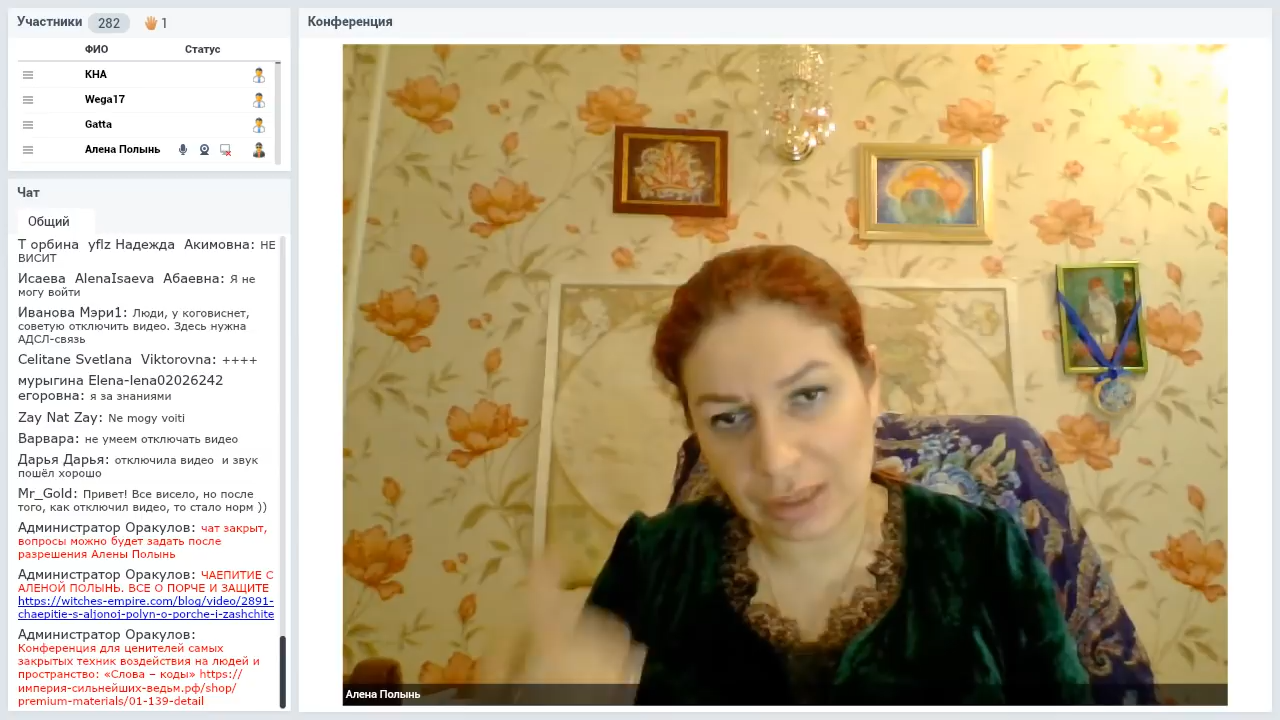 Участники 282 1
ФИО Статус
KHA
Wega17
Gatta
Алена Полынь
Чат
Общий
Т орбина yflz Надежда Акимовна: НЕ
ВИСИТ
Исаева AlenaIsaeva Абаевна: Я не
могу войти
Иванова Мэри1: Люди, у коговиснет,
советую отключить видео. Здесь нужна
АДСЛ-связь
Celitane Svetlana Viktorovna: ++++
мурыгина Elena-lena02026242
егоровна: я за знаниями
Zay Nat Zay: Ne mogy voiti
Варвара: не умеем отключать видео
Дарья Дарья: отключила видео и звук
пошёл хорошо
Mr_Gold: Привет! Все висело, но после
того, как отключил видео, то стало норм ))
Администратор Оракулов: чат закрыт,
вопросы можно будет задать после
разрешения Алены Полынь
Администратор Оракулов: ЧАЕПИТИЕ С
АЛЕНОЙ ПОЛЫНЬ. ВСЕ О ПОРЧЕ И ЗАЩИТЕ
https://witches-empire.com/blog/video/2891-
chaepitie-s-aljonoj-polyn-o-porche-i-zashchite
Администратор Оракулов:
Конференция для ценителей самых
закрытых техник воздействия на людей и
пространство: «Слова – коды» https://
империя-сильнейших-ведьм.рф/shop/
premium-materials/01-139-detail
Конференция
Алена Полынь